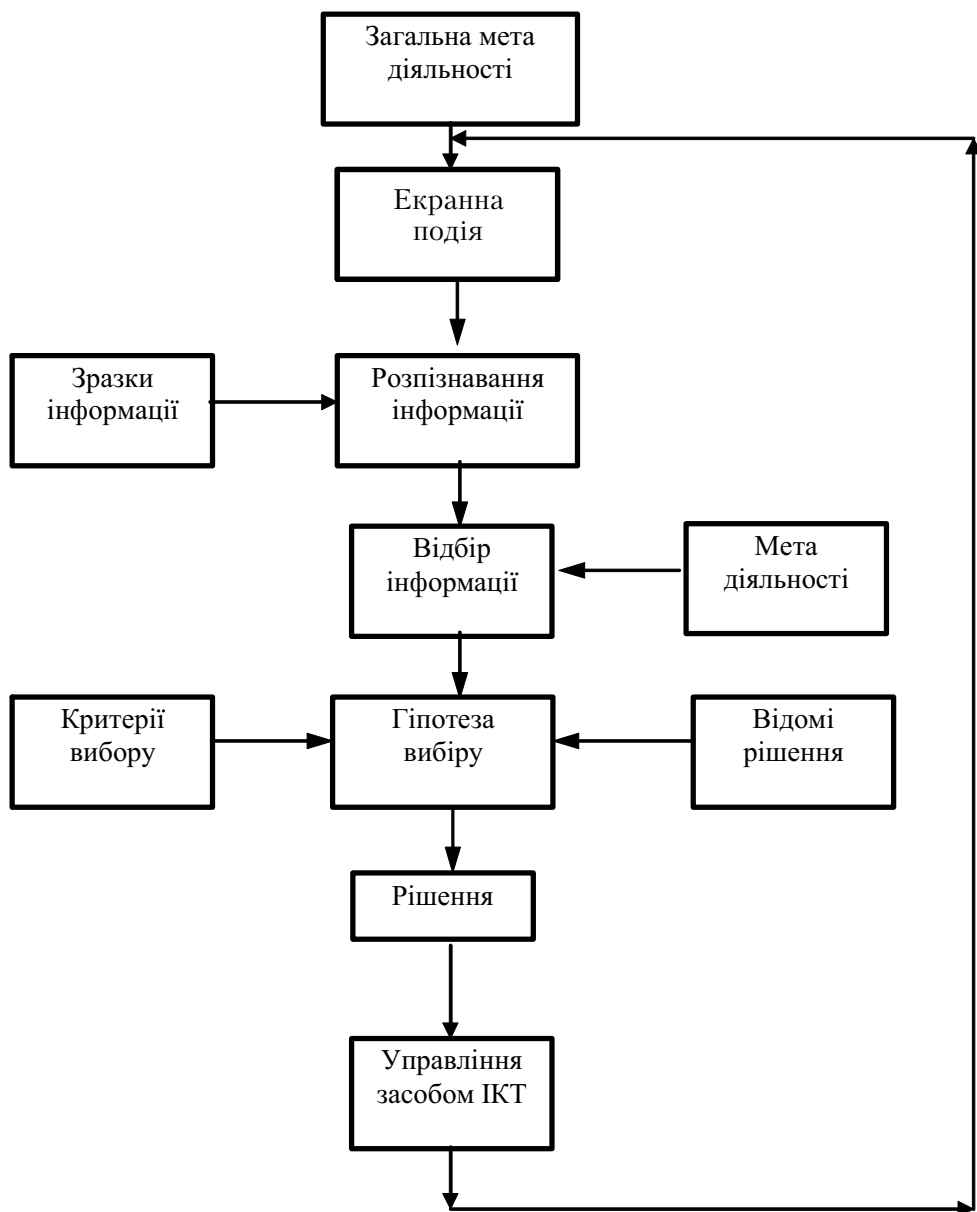 Загальна мета
діяльності
Екранна
подія
Зразки
інформації
Розпізнавання
інформації
Відбір
інформації
Мета
діяльності
Критерії
вибору
Гіпотеза
вибіру
Відомі
рішення
Рішення
Управління
засобом ІКТ